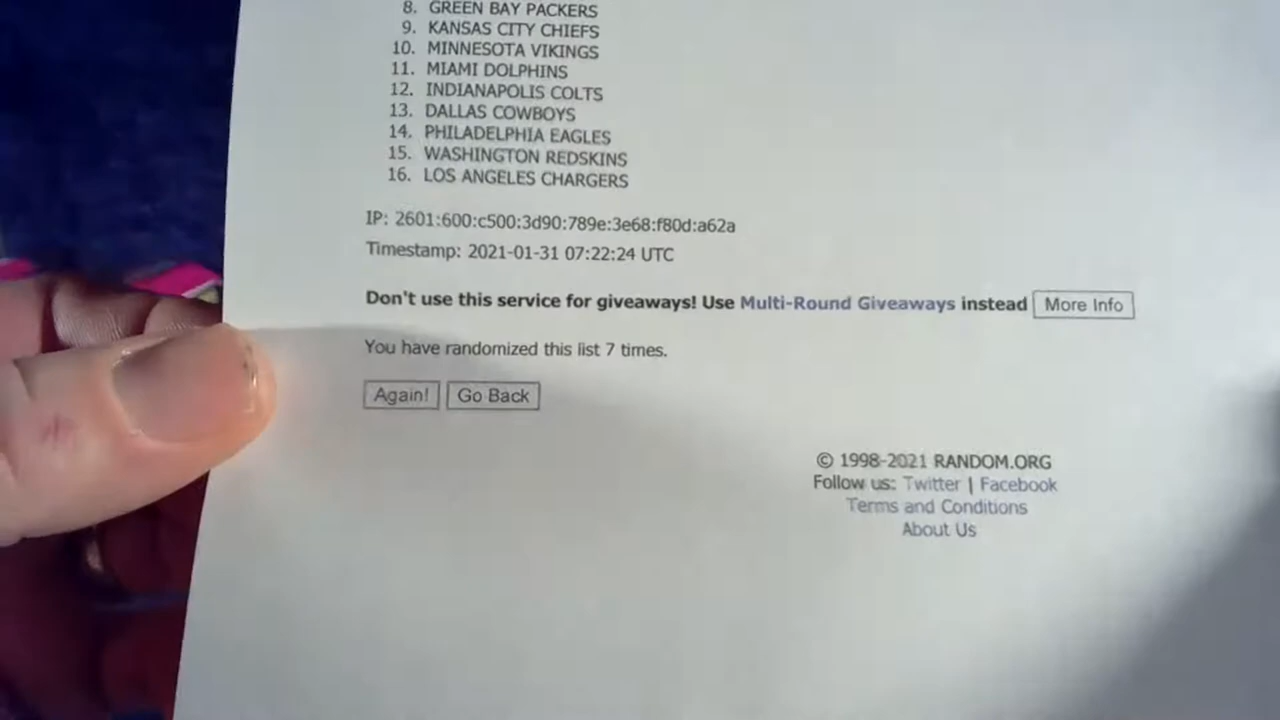 8. GREEN BAY PACKERS
9. KANSAS CITY CHIEFS
10. MINNESOTA VIKINGS
11. MIAMI DOLPHINS
12. INDIANAPOLIS COLTS
13. DALLAS COWBOYS
14. PHILADELPHIA EAGLES
15. WASHINGTON REDSKINS
16. LOS ANGELES CHARGERS
IP: 2601:600:c500:3d90:789e:3e68:f80d:a62a
Timestamp: 2021-01-31 07:22:24 UTC
Don't use this service for giveaways! Use Multi-Round Giveaways instead More Info
You have randomized this list 7 times.
Again! Go Back
© 1998-2021 RANDOM.ORG
Follow us: Twitter | Facebook
Terms and Conditions
About Us